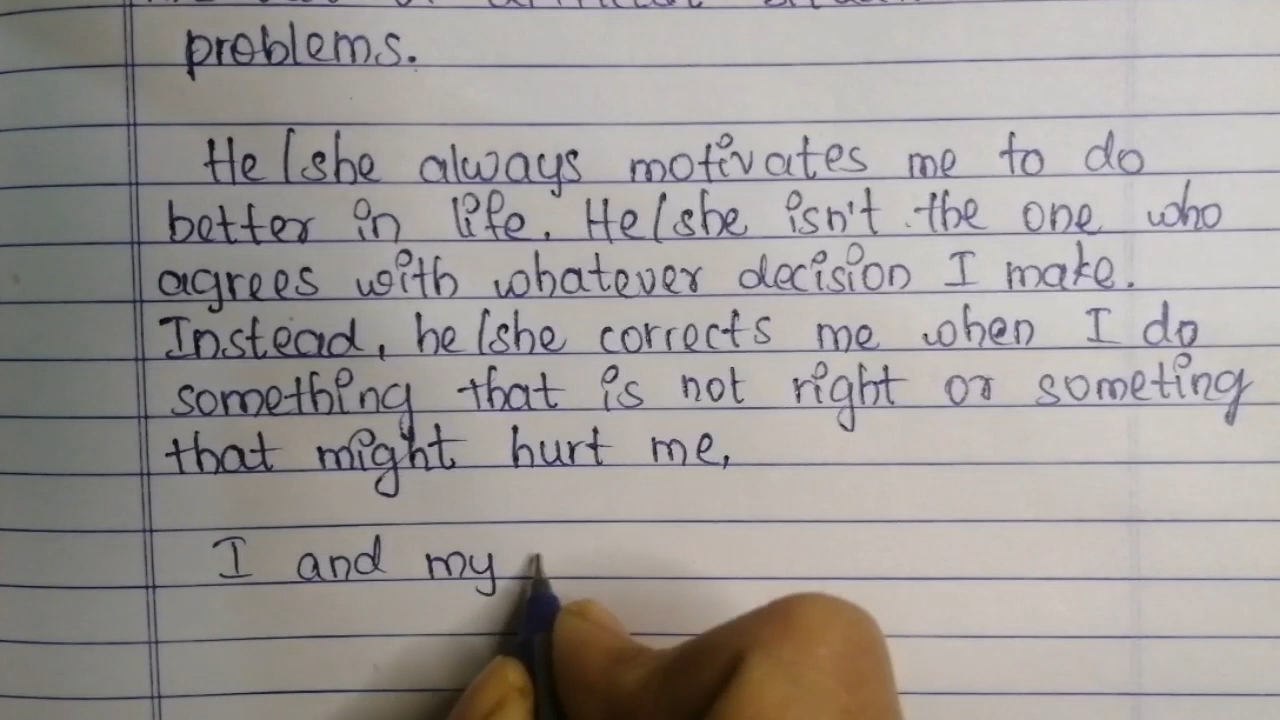 problems.
He/she always motivates me to do
better in life. He/she isn't the one who
agrees with whatever decision I make.
Instead, he/she corrects me when I do
something that is not right or someting
that might hurt me,
I and my